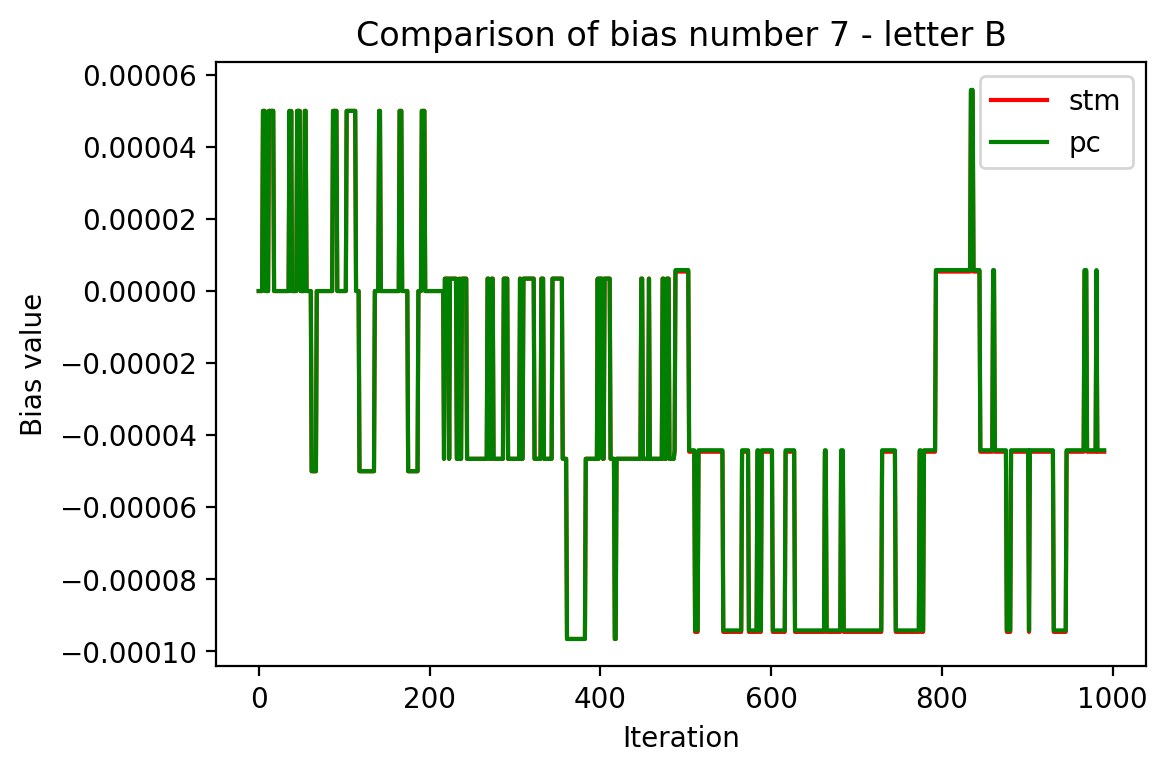 Comparison of bias number 7 - letter B
0.00006
0.00004
0.00002
0.00000
−0.00002
−0.00004
−0.00006
−0.00008
−0.00010
Bias value
stm
pc
0 200 400 600 800 1000
Iteration